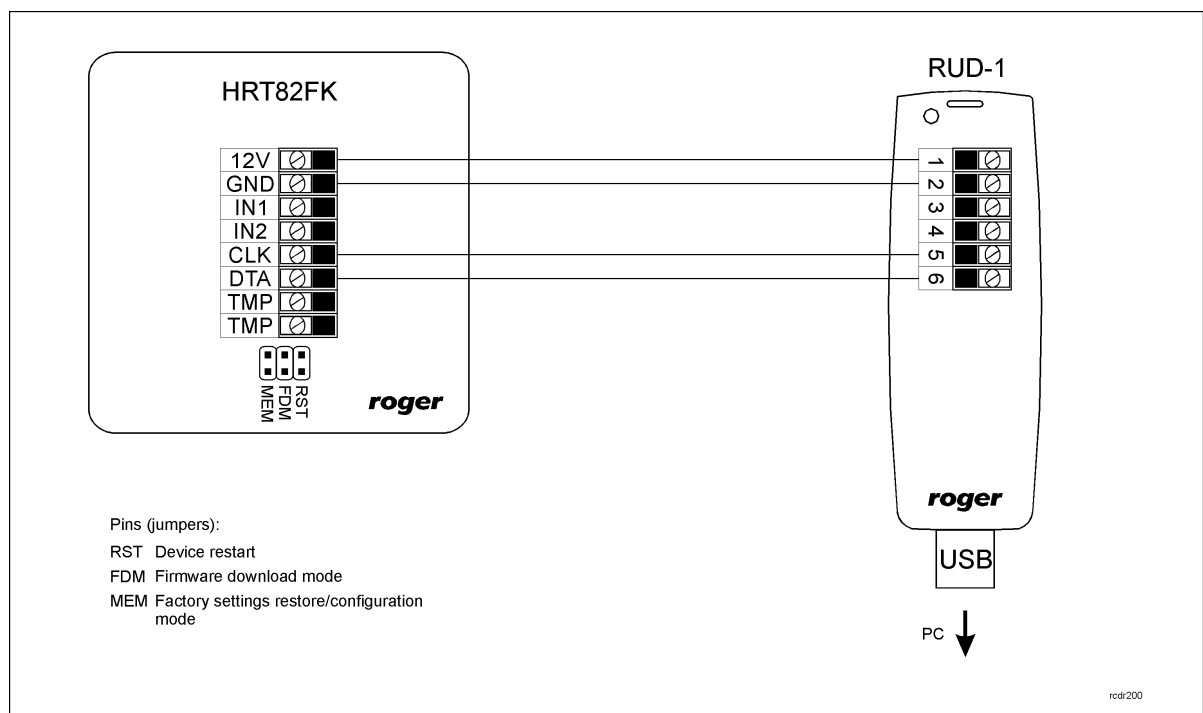 HRT82FK
12V
GND
IN1
IN2
CLK
DTA
TMP
TMP
MEM
FDM
RST
roger
RUD-1
1
2
3
4
5
6
roger
USB
PC
Pins (jumpers):
RST Device restart
FDM Firmware download mode
MEM Factory settings restore/configuration
mode
rcdr200